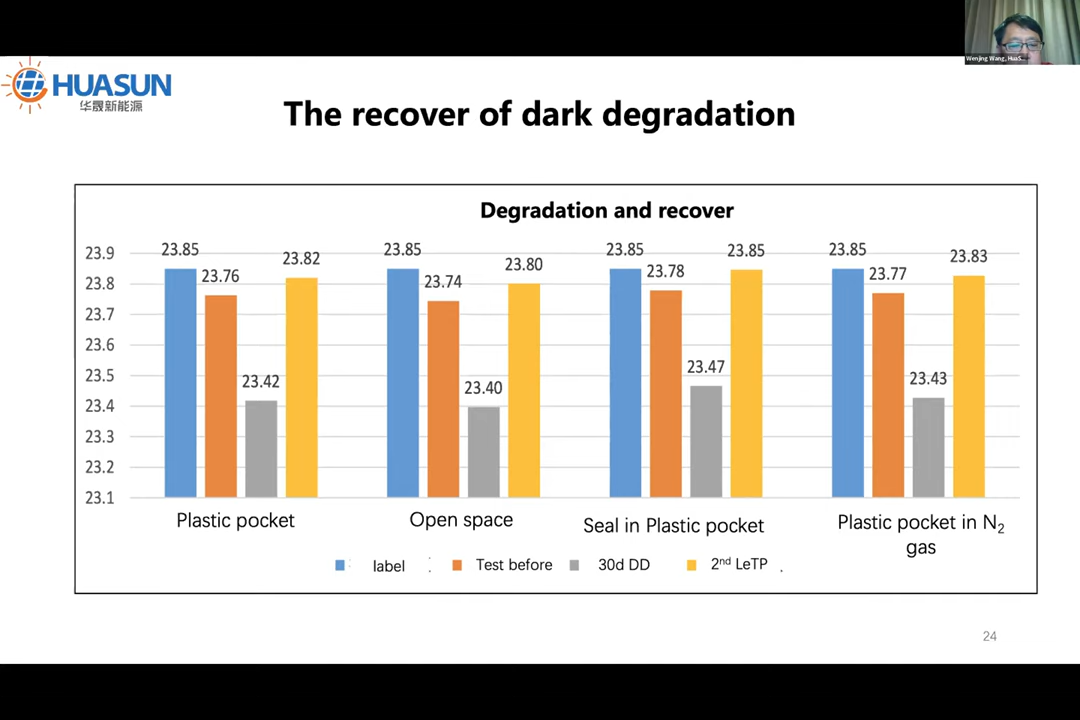 Wenjing Wang, HuaS...
HUASUN
华晟新能源
The recover of dark degradation
Degradation and recover
23.9
23.8
23.7
23.6
23.5
23.4
23.3
23.2
23.1
23.85
23.76
23.42
23.82
23.85
23.74
23.40
23.80
23.85
23.78
23.47
23.85
23.85
23.77
23.43
23.83
Plastic pocket
Open space
Seal in Plastic pocket
Plastic pocket in N2
gas
label
Test before
30d DD
2nd LeTP
24